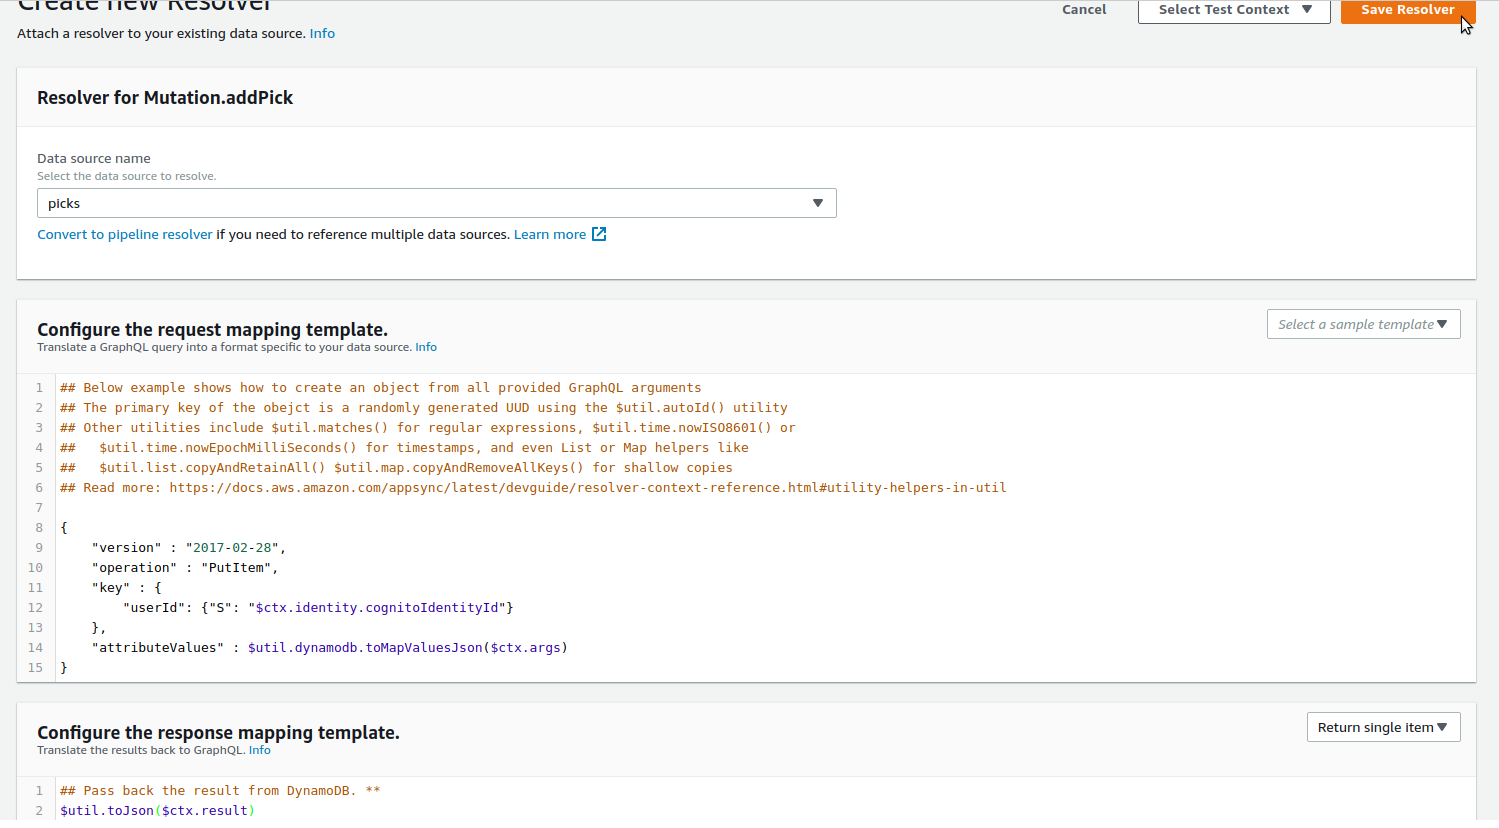 Create new Resolver
Cancel
Select Test Context
Save Resolver
Attach a resolver to your existing data source. Info
Resolver for Mutation.addPick
Data source name
Select the data source to resolve.
picks
Convert to pipeline resolver if you need to reference multiple data sources. Learn more
Configure the request mapping template.
Select a sample template
Translate a GraphQL query into a format specific to your data source. Info
1 ## Below example shows how to create an object from all provided GraphQL arguments
2 ## The primary key of the obejct is a randomly generated UUD using the $util.autoId() utility
3 ## Other utilities include $util.matches() for regular expressions, $util.time.nowISO8601() or
4 ##   $util.time.nowEpochMilliSeconds() for timestamps, and even List or Map helpers like
5 ##   $util.list.copyAndRetainAll() $util.map.copyAndRemoveAllKeys() for shallow copies
6 ## Read more: https://docs.aws.amazon.com/appsync/latest/devguide/resolver-context-reference.html#utility-helpers-in-util
7
8 {
9     "version" : "2017-02-28",
10     "operation" : "PutItem",
11     "key" : {
12         "userId": {"S": "$ctx.identity.cognitoIdentityId"}
13     },
14     "attributeValues" : $util.dynamodb.toMapValuesJson($ctx.args)
15 }
Configure the response mapping template.
Return single item
Translate the results back to GraphQL. Info
1 ## Pass back the result from DynamoDB. **
2 $util.toJson($ctx.result)